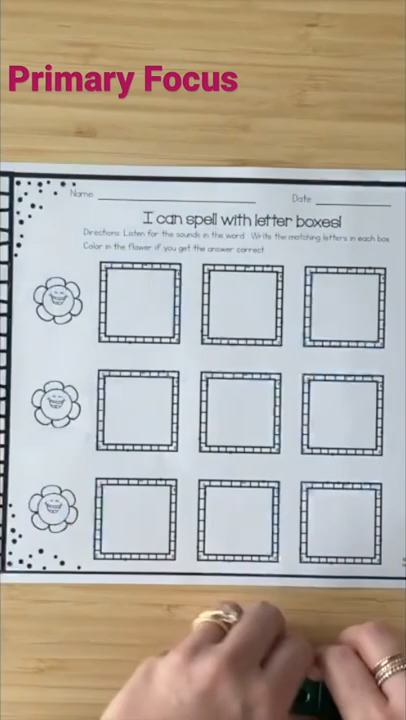 Primary Focus
Name
Date
I can spell with letter boxes!
Directions: Listen for the sounds in the word. Write the matching letters in each box.
Color in the flower if you get the answer correct.